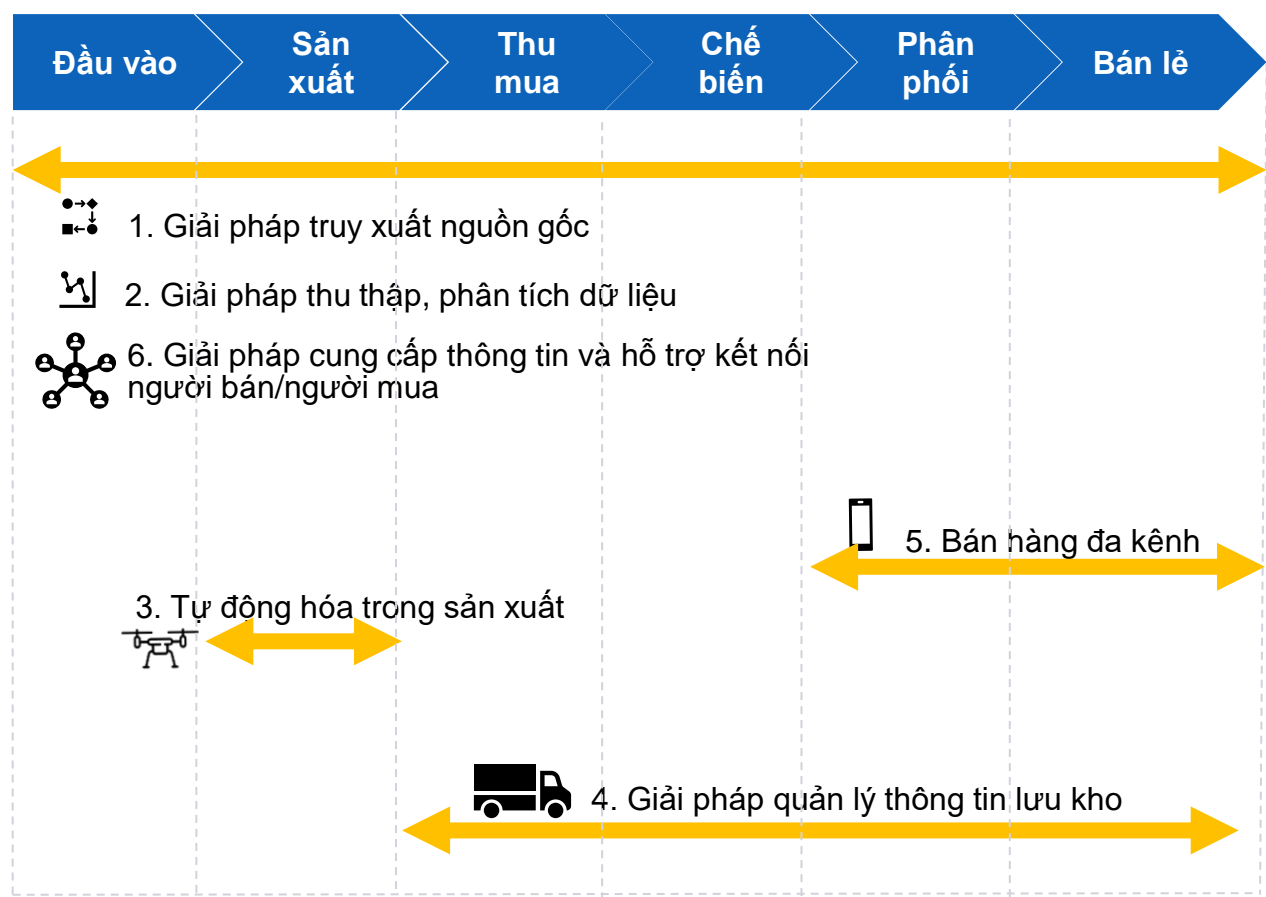 Đầu vào
Sản
xuất
Thu
mua
Chế
biến
Phân
phối
Bán lẻ
1. Giải pháp truy xuất nguồn gốc
2. Giải pháp thu thập, phân tích dữ liệu
6. Giải pháp cung cấp thông tin và hỗ trợ kết nối
người bán/người mua
5. Bán hàng đa kênh
3. Tự động hóa trong sản xuất
4. Giải pháp quản lý thông tin lưu kho